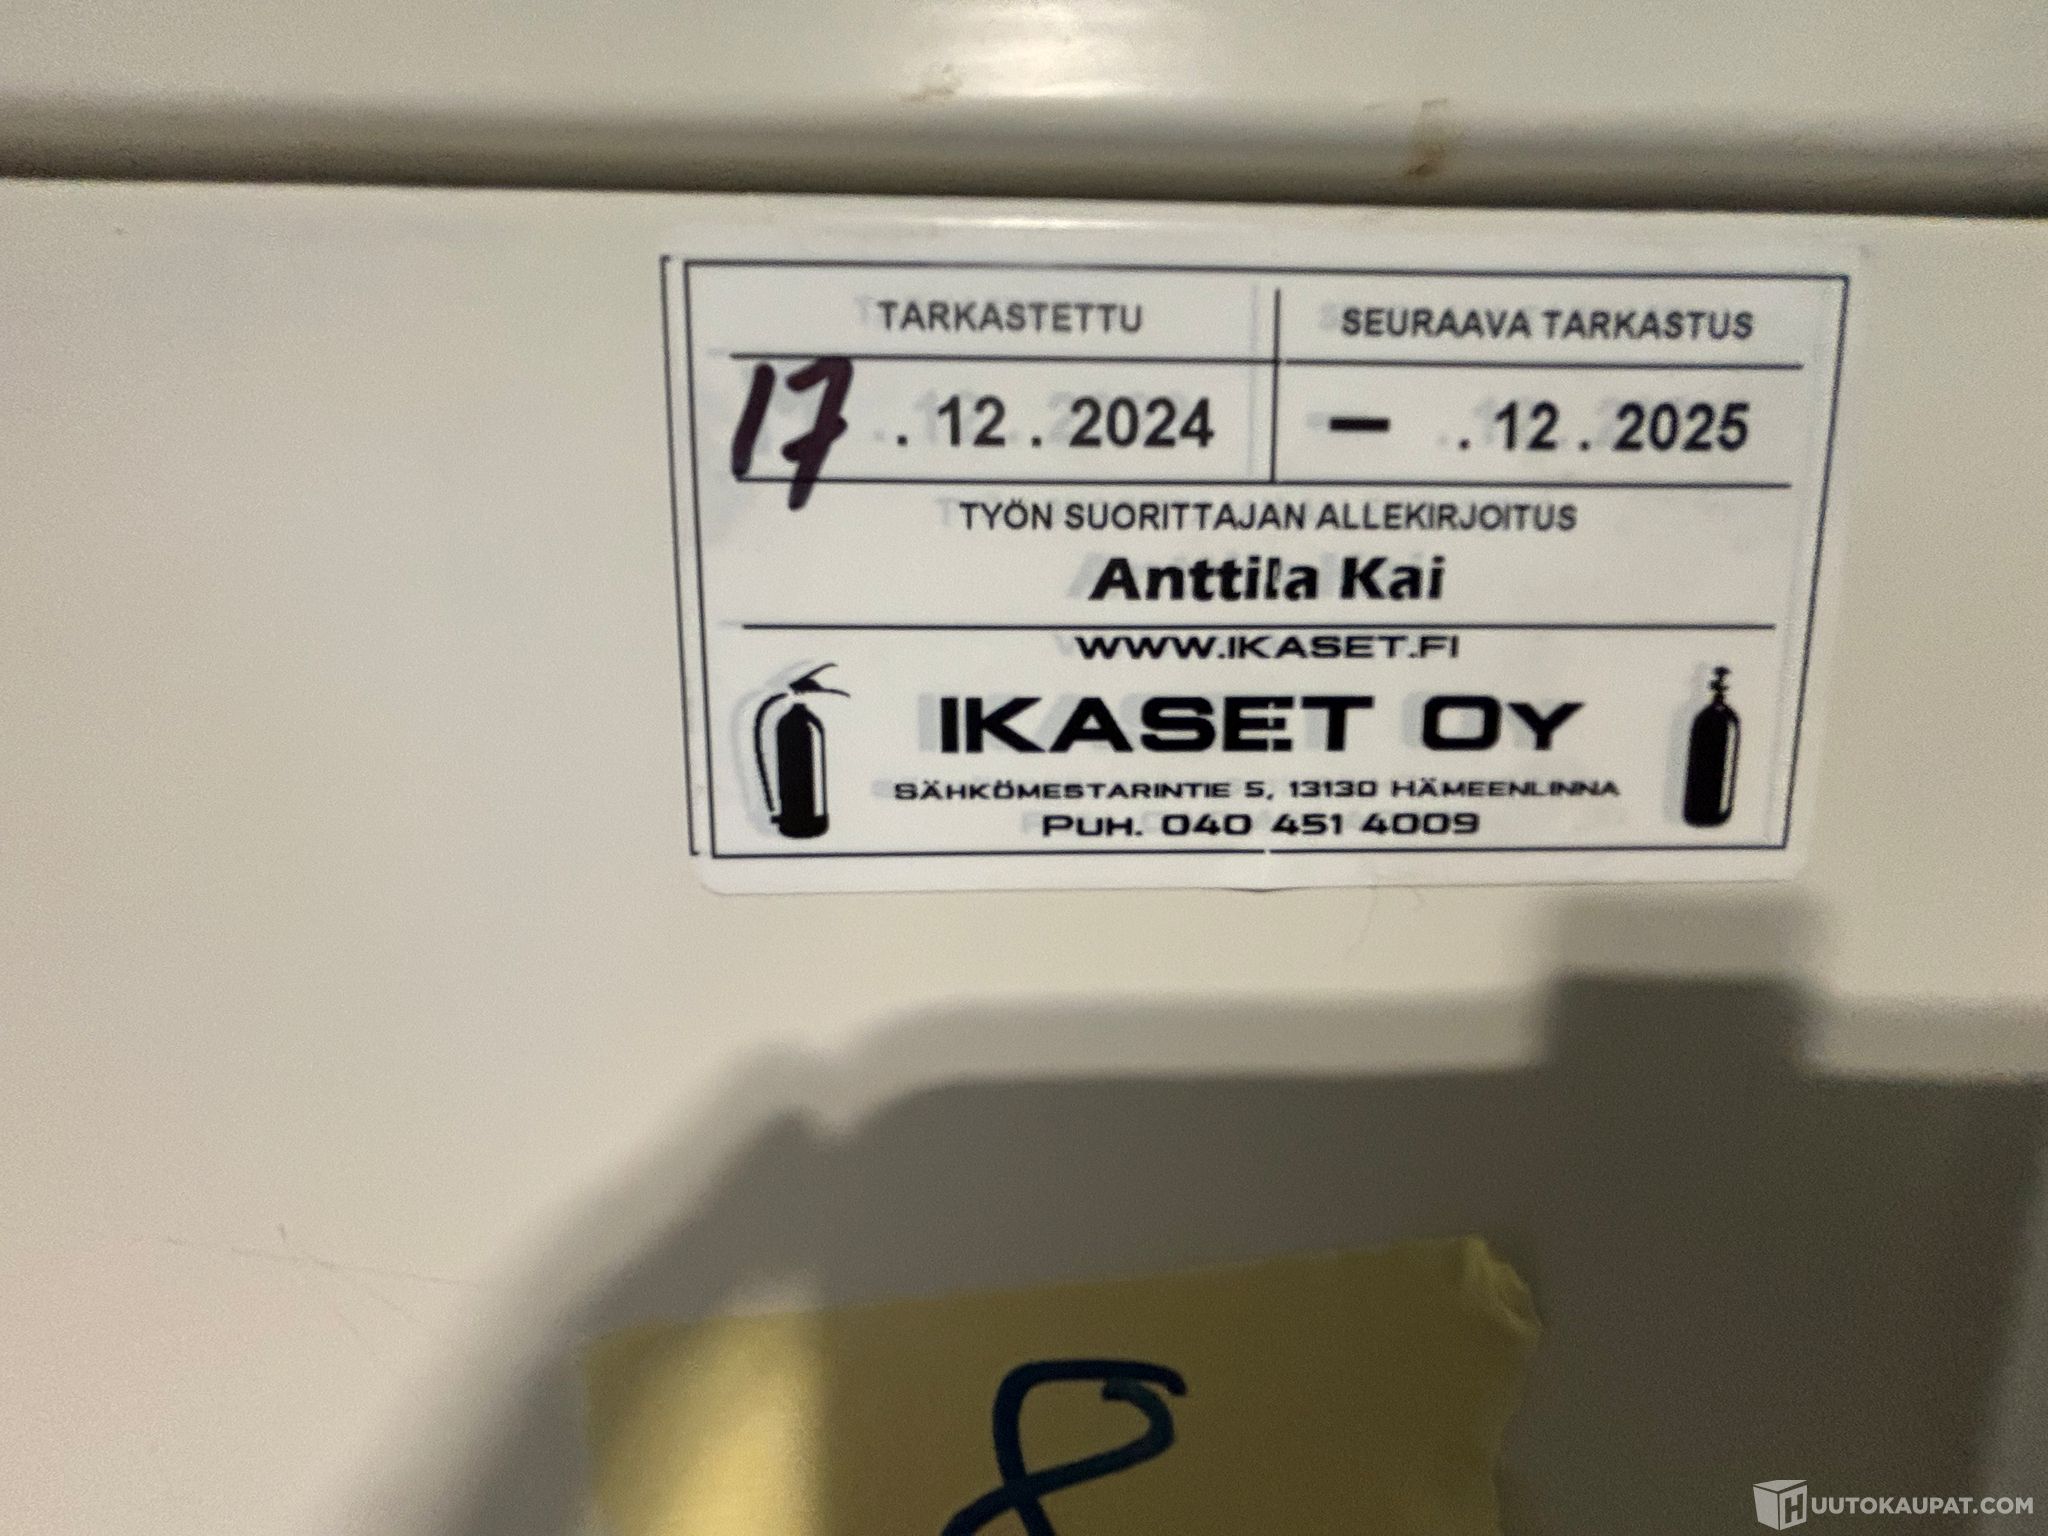 TARKASTETTU SEURAAVA TARKASTUS
17 . 12 . 2024 – . 12 . 2025
TYÖN SUORITTAJAN ALLEKIRJOITUS
Anttila Kai
WWW.IKASET.FI
IKASET OY
SÄHKÖMESTARINTIE 5, 13130 HÄMEENLINNA
PUH. 040 451 4009
8
HUUTOKAUPAT.COM